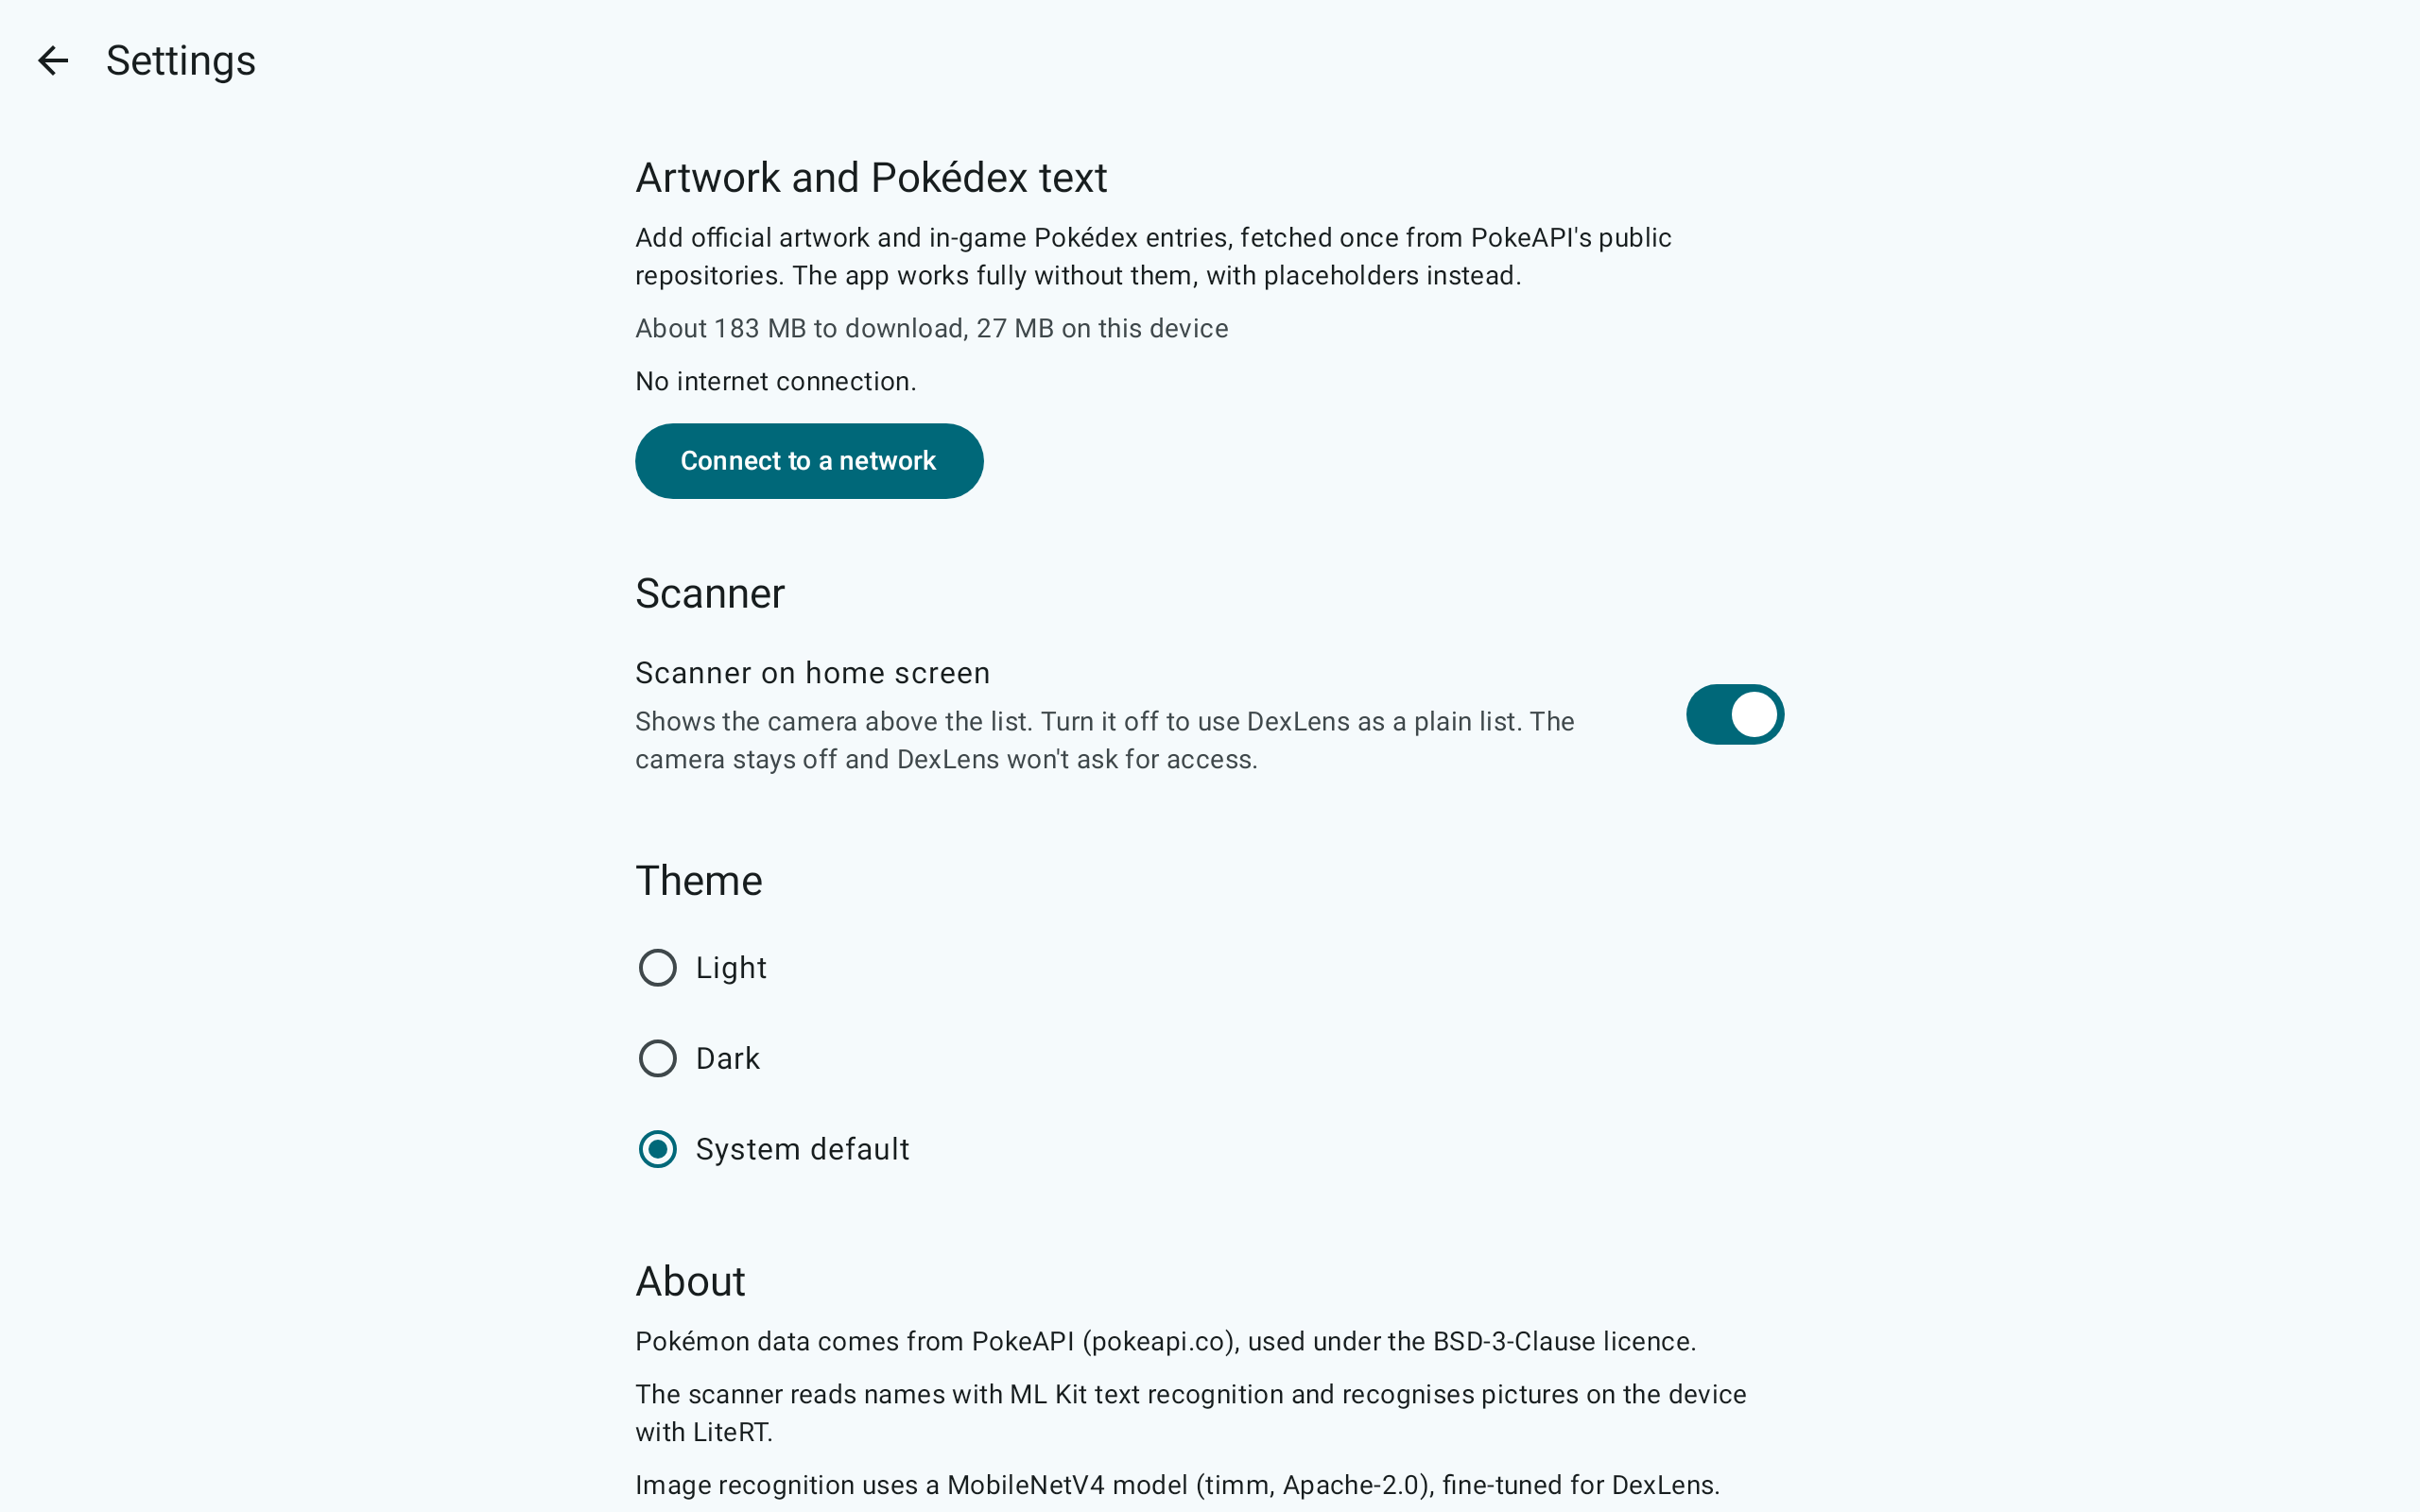 Settings
Artwork and Pokédex text
Add official artwork and in-game Pokédex entries, fetched once from PokeAPI's public
repositories. The app works fully without them, with placeholders instead.
About 183 MB to download, 27 MB on this device
No internet connection.
Connect to a network
Scanner
Scanner on home screen
Shows the camera above the list. Turn it off to use DexLens as a plain list. The
camera stays off and DexLens won't ask for access.
Theme
Light
Dark
System default
About
Pokémon data comes from PokeAPI (pokeapi.co), used under the BSD-3-Clause licence.
The scanner reads names with ML Kit text recognition and recognises pictures on the device
with LiteRT.
Image recognition uses a MobileNetV4 model (timm, Apache-2.0), fine-tuned for DexLens.